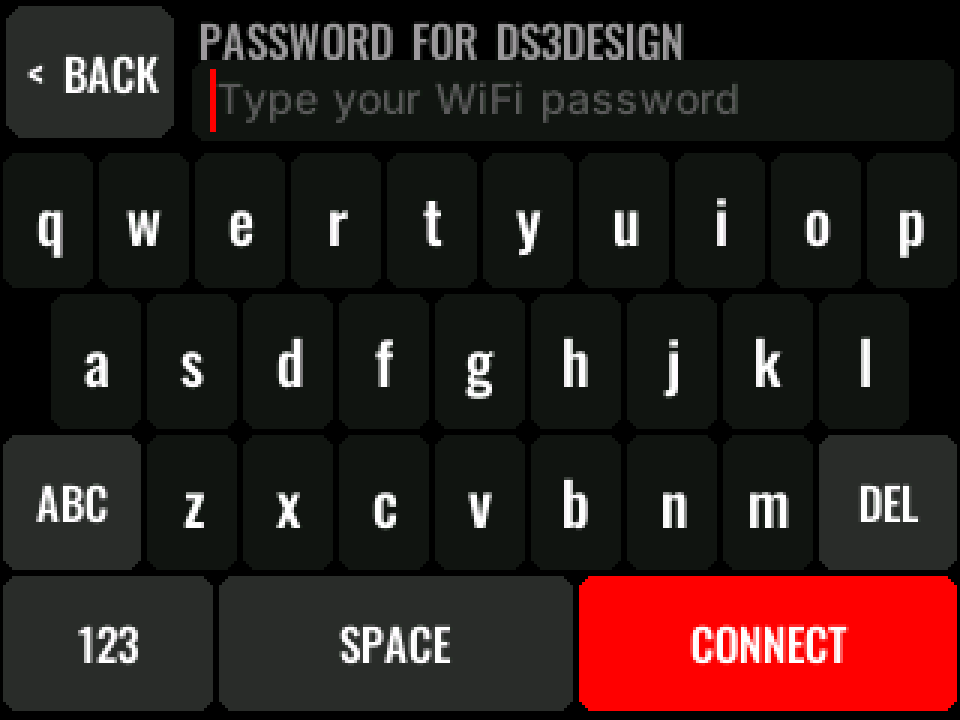 < BACK
PASSWORD FOR DS3DESIGN
Type your WiFi password
q w e r t y u i o p
a s d f g h j k l
ABC z x c v b n m DEL
123 SPACE CONNECT